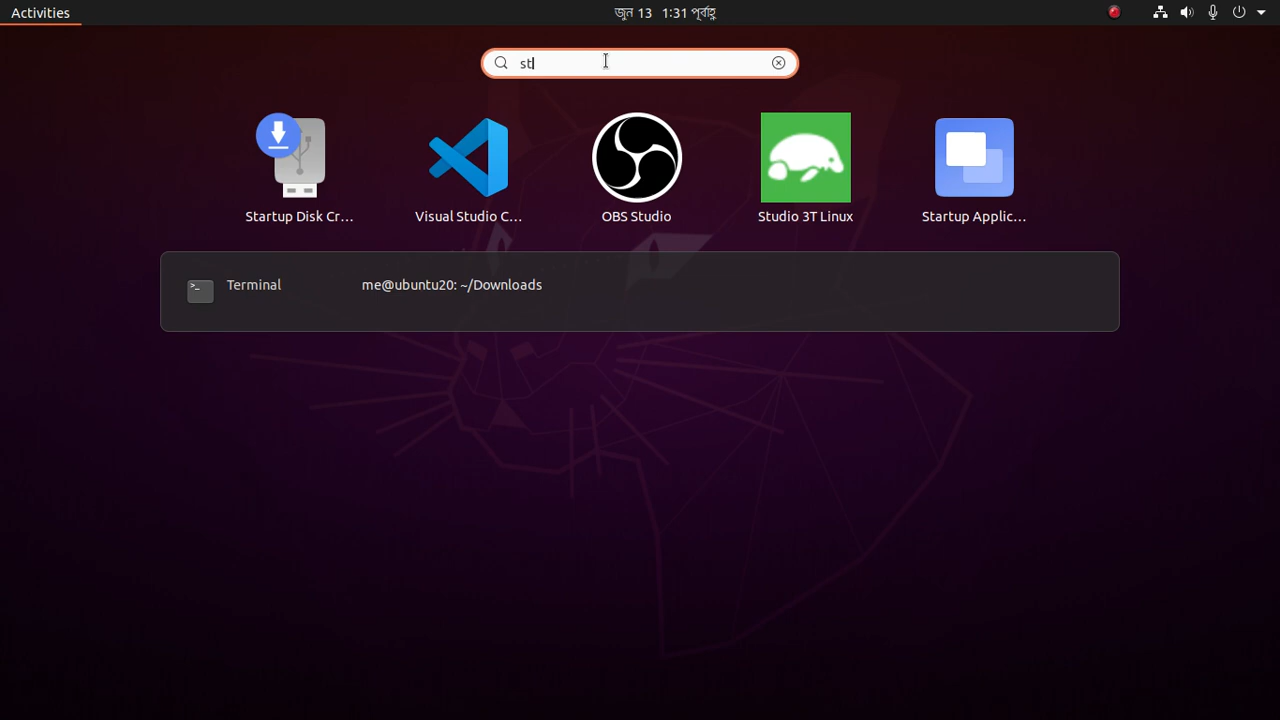 Activities
জুন 13 1:31 পূর্বাহ্ণ
st
Startup Disk Cr...
Visual Studio C...
OBS Studio
Studio 3T Linux
Startup Applic...
Terminal
me@ubuntu20: ~/Downloads